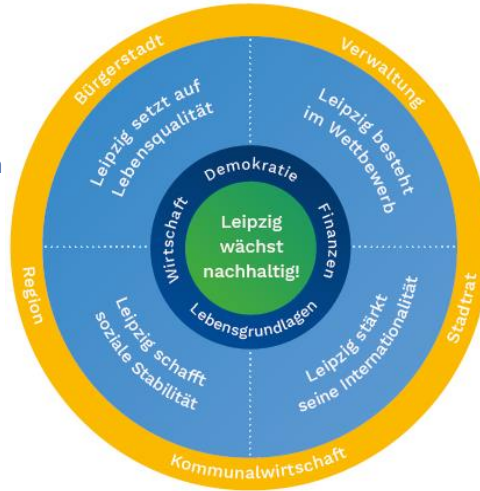 Bürgerstadt
Verwaltung
Leipzig setzt auf
Lebensqualität
Leipzig besteht
im Wettbewerb
Demokratie
Wirtschaft
Finanzen
Leipzig
wächst
nachhaltig!
Lebensgrundlagen
Region
Stadtrat
Leipzig schafft
soziale Stabilität
Leipzig stärkt
seine Internationalität
Kommunalwirtschaft